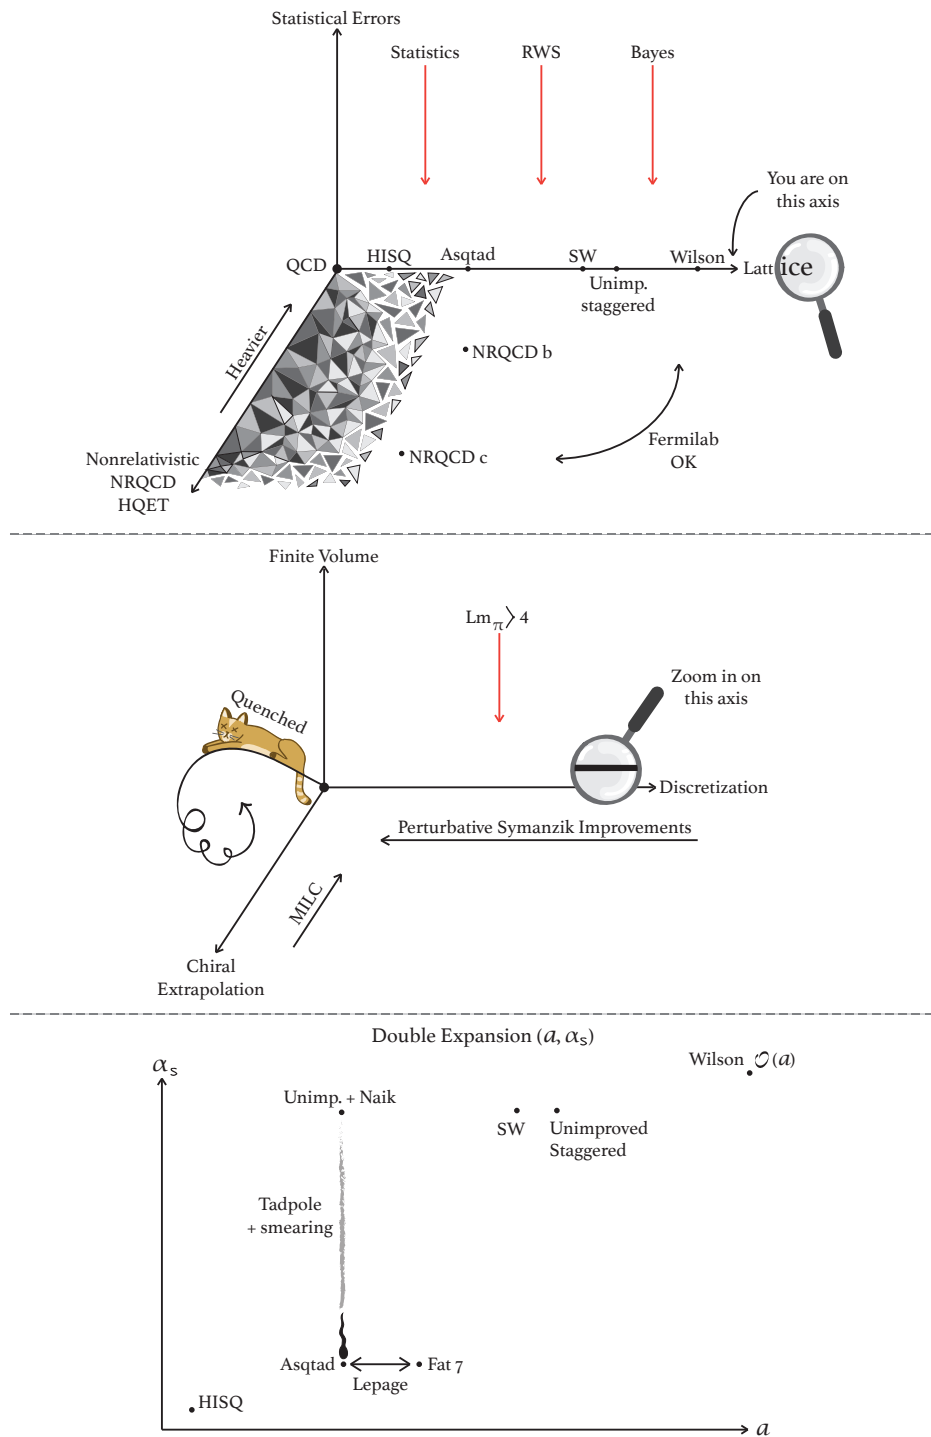 Statistical Errors
Statistics
RWS
Bayes
You are on
this axis
QCD
HISQ
Asqtad
SW
Unimp.
staggered
Wilson
Lattice
Heavier
NRQCD b
NRQCD c
Fermilab
OK
Nonrelativistic
NRQCD
HQET
Finite Volume
Lmπ⟩ 4
Zoom in on
this axis
Quenched
Discretization
Perturbative Symanzik Improvements
MILC
Chiral
Extrapolation
Double Expansion (a, αs)
Wilson 𝒪(a)
αs
Unimp. + Naik
SW
Unimproved
Staggered
Tadpole
+ smearing
Asqtad
Fat 7
Lepage
HISQ
a